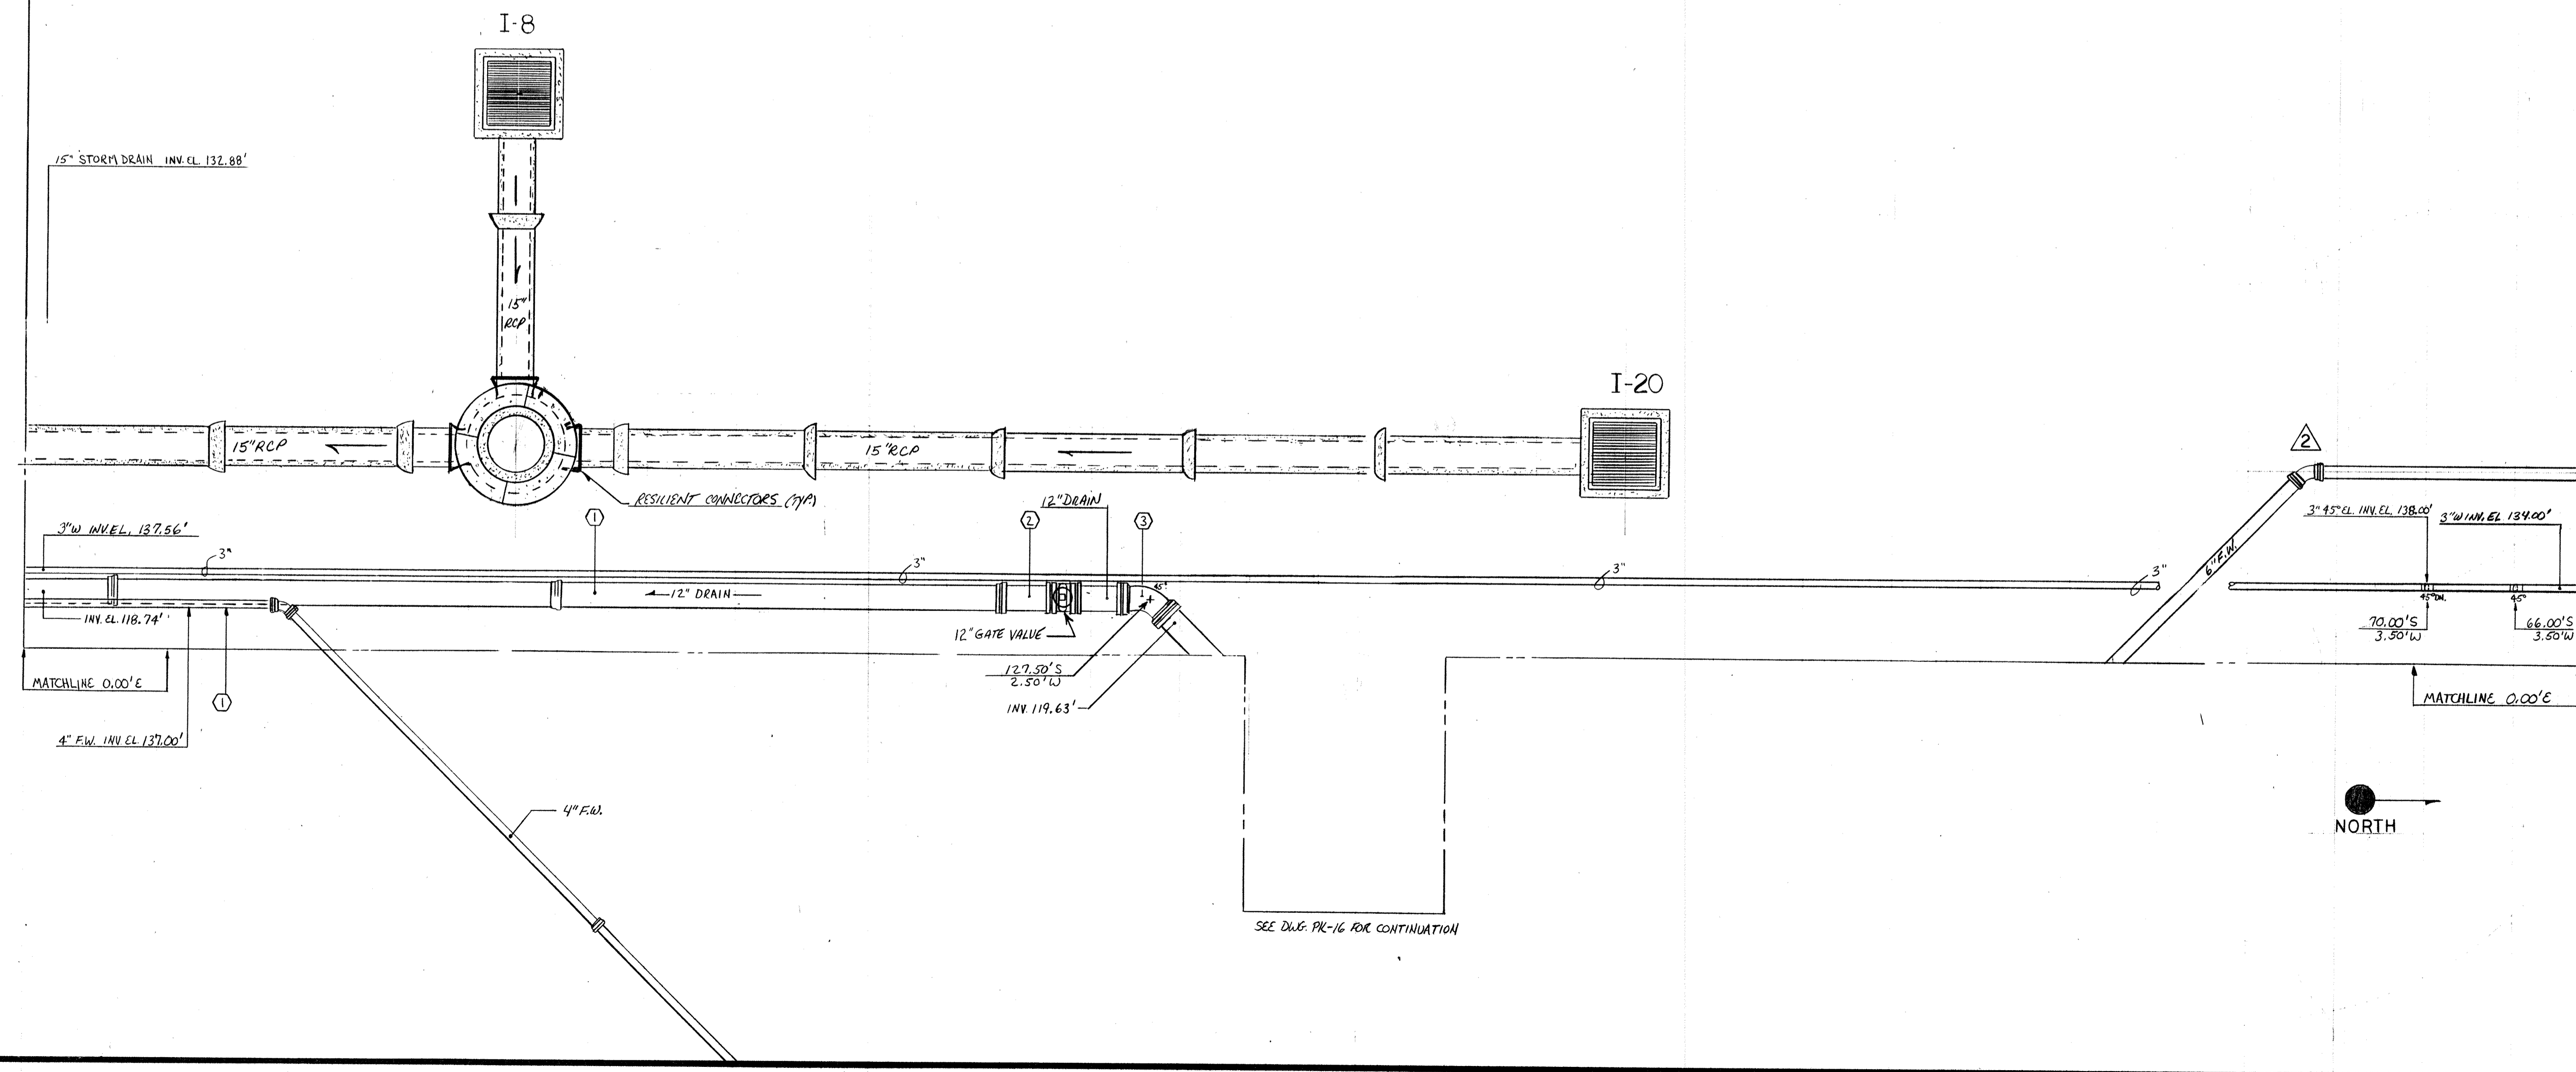 I-8
15" STORM DRAIN INV. EL. 132.88'
15"
RCP
I-20
15" RCP
15" RCP
2
RESILIENT CONNECTORS (TYP.)
12" DRAIN
3" W INV. EL. 137.56'
1
2
3
3" 45° EL. INV. EL. 138.00'
3" W INV. EL. 134.00'
3"
3"
3"
3"
6" F.W.
45°
12" DRAIN
INV. EL. 118.74'
12" GATE VALUE
45° DN.
45°
70.00'S
3.50'W
66.00'S
3.50'W
127.50'S
2.50'W
MATCHLINE 0.00'E
1
INV. 119.63'
MATCHLINE 0.00'E
4" F.W. INV. EL. 137.00'
4" F.W.
NORTH
SEE DWG. PK-16 FOR CONTINUATION